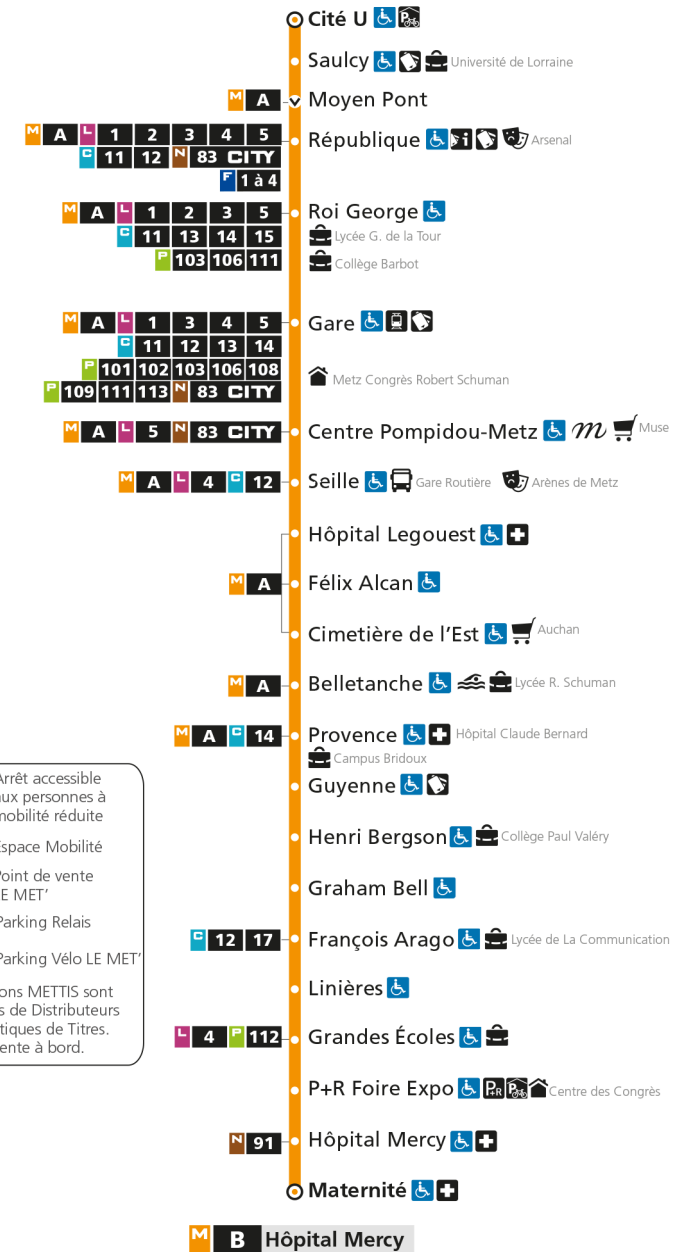 Cité U
Saulcy Université de Lorraine
M A Moyen Pont
M A L 1 2 3 4 5 République i Arsenal
C 11 12 N 83 CITY
F 1 à 4
M A L 1 2 3 5 Roi George
C 11 13 14 15 Lycée G. de la Tour
P 103 106 111 Collège Barbot
M A L 1 3 4 5 Gare
C 11 12 13 14
P 101 102 103 106 108 Metz Congrès Robert Schuman
P 109 111 113 N 83 CITY
M A L 5 N 83 CITY Centre Pompidou-Metz m Muse
M A L 4 C 12 Seille Gare Routière Arènes de Metz
Hôpital Legouest
M A Félix Alcan
Cimetière de l'Est Auchan
M A Belletanche Lycée R. Schuman
M A C 14 Provence Hôpital Claude Bernard
Campus Bridoux
Guyenne
Henri Bergson Collège Paul Valéry
Graham Bell
C 12 17 François Arago Lycée de La Communication
Linières
L 4 P 112 Grandes Écoles
P+R Foire Expo P+R P Centre des Congrès
N 91 Hôpital Mercy
Maternité
Arrêt accessible
aux personnes à
mobilité réduite
Espace Mobilité
Point de vente
LE MET'
Parking Relais
Parking Vélo LE MET'
ons METTIS sont
s de Distributeurs
tiques de Titres.
ente à bord.
M B Hôpital Mercy